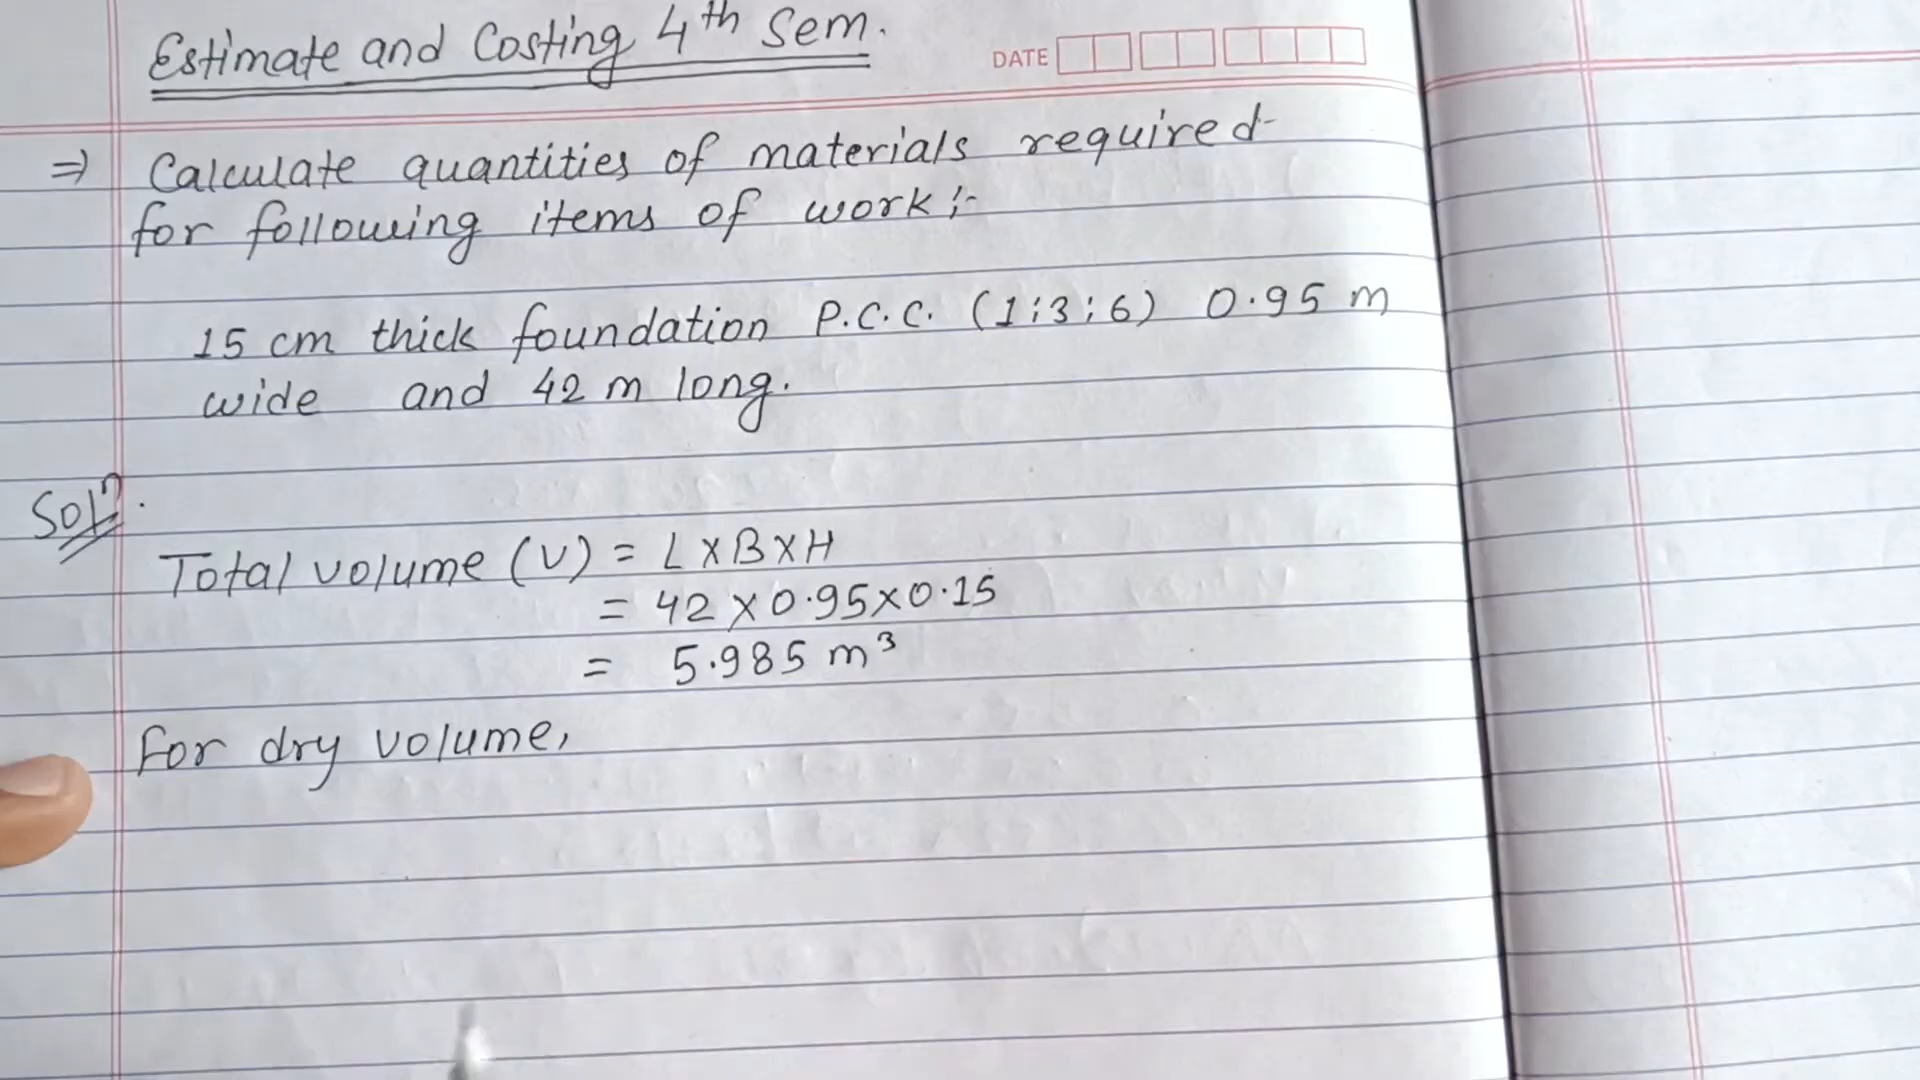 Estimate and Costing 4th Sem.
DATE
⇒ Calculate quantities of materials required
for following items of work :-
15 cm thick foundation P.C.C. (1:3:6) 0.95 m
wide and 42 m long.
Solⁿ.
Total volume (V) = L X B X H
= 42 X 0.95 X 0.15
= 5.985 m³
For dry volume,